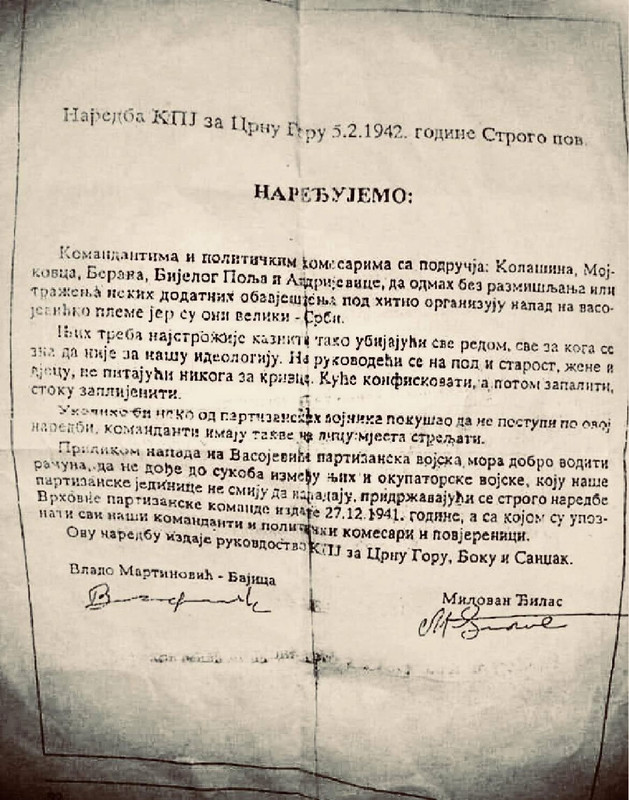 Наредба КПЈ за Црну Гору 5.2.1942. године Строго пов.
НАРЕЂУЈЕМО:
Командантима и политичким комесарима са подручја: Колашина, Мој-
ковца, Берана, Бијелог Поља и Андријевице, да одмах без размишљања или
тражења неких додатних обавјештења под хитно организују напад на васо-
јевићко племе јер су они велики - Срби.
Њих треба најстрожије казнити тако убијајући све редом, све за кога се
зна да није за нашу идеологију. Не руководећи се на пол и старост, жене и
дјецу, не питајући никога за кривце. Куће конфисковати, а потом запалити,
стоку заплијенити.
Уколико би неко од партизанских војника покушао да не поступи по овој
наредби, команданти имају такве на лицу мјеста стрељати.
Приликом напада на Васојевиће партизанска војска мора добро водити
рачуна, да не дође до сукоба између њих и окупаторске војске, коју наше
партизанске јединице не смију да нападају, придржавајући се строго наредбе
Врховне партизанске команде издате 27.12.1941. године, а са којом су упоз-
нати сви наши команданти и политички комесари и повјереници.
Ову наредбу издаје руководство КПЈ за Црну Гору, Боку и Санџак.
Владо Мартиновић - Бајица
Милован Ђилас